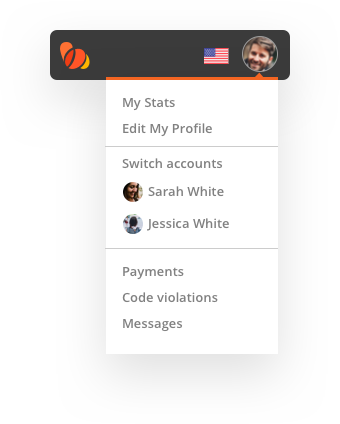 My Stats
Edit My Profile
Switch accounts
Sarah White
Jessica White
Payments
Code violations
Messages